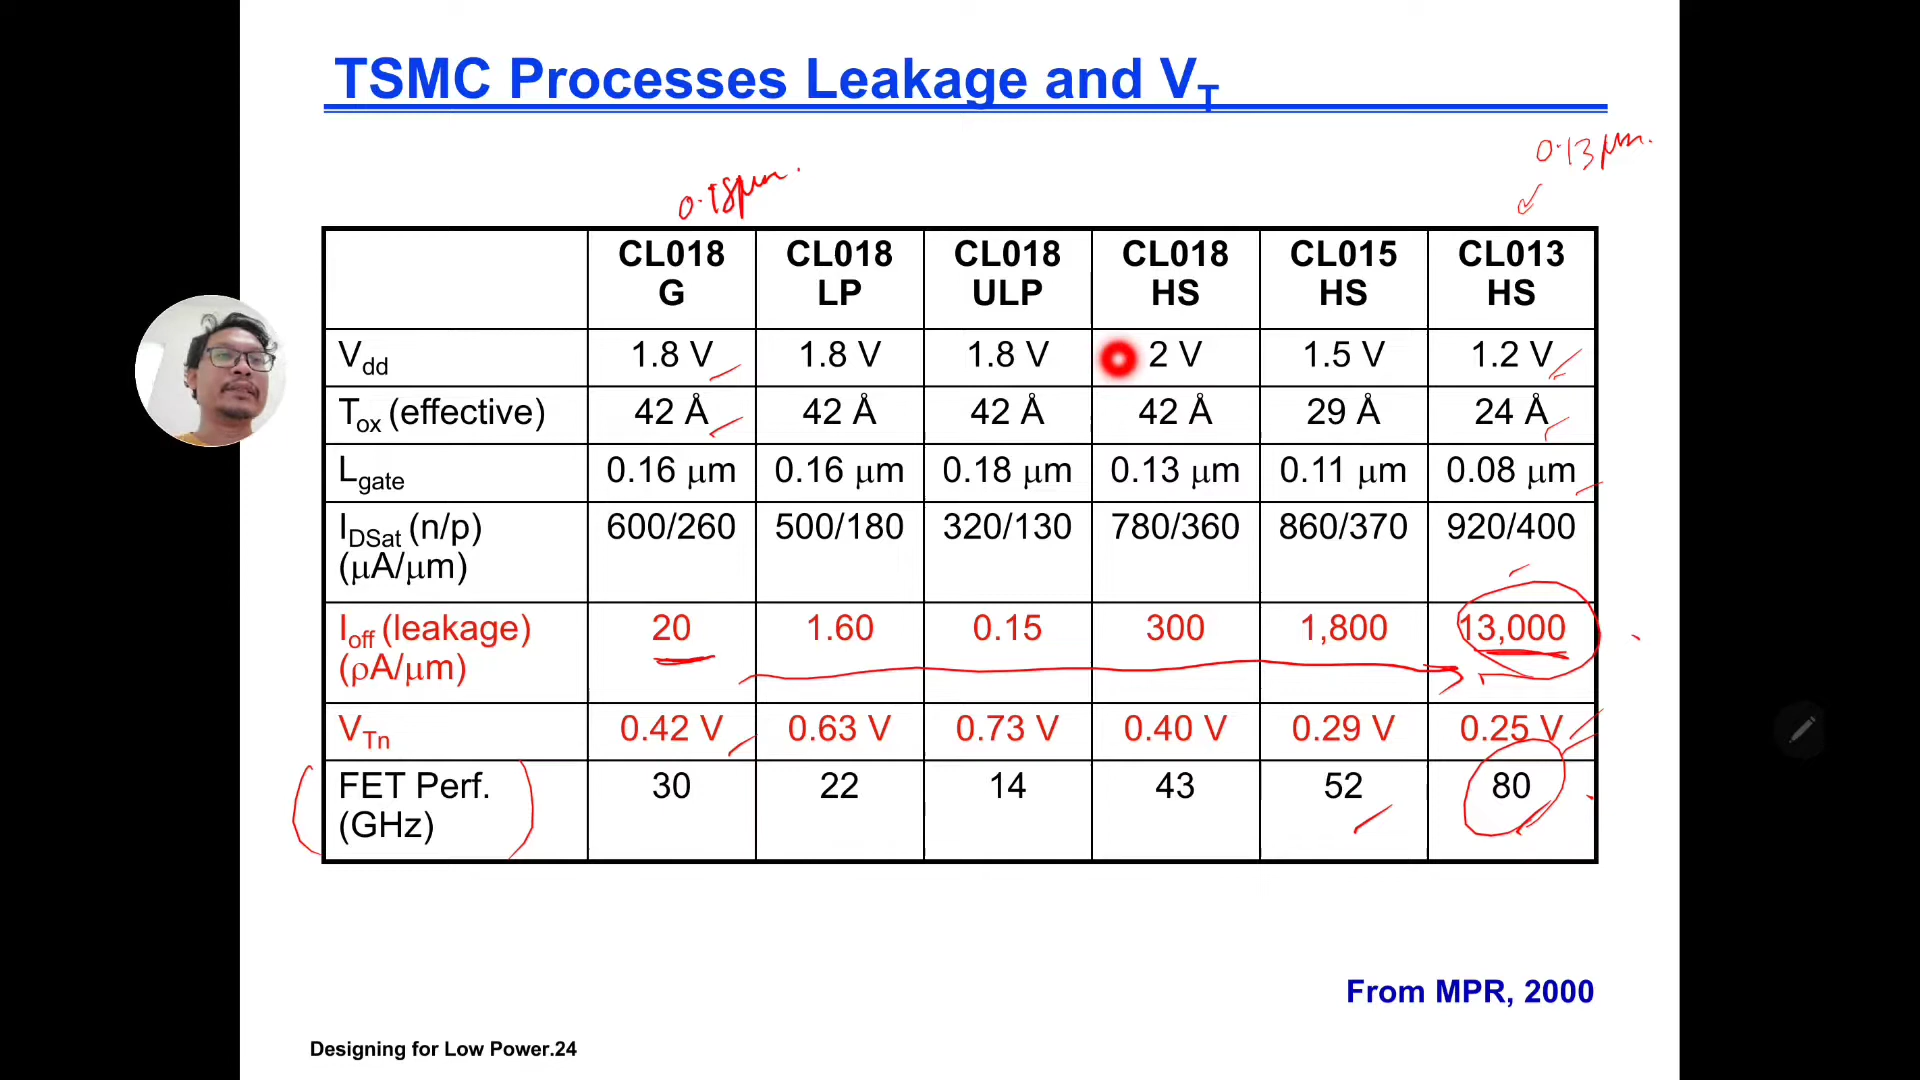 TSMC Processes Leakage and VT
0.13 μm.
0.18μm.
CL018 G CL018 LP CL018 ULP CL018 HS CL015 HS CL013 HS
Vdd 1.8 V 1.8 V 1.8 V 2 V 1.5 V 1.2 V
Tox (effective) 42 Å 42 Å 42 Å 42 Å 29 Å 24 Å
Lgate 0.16 μm 0.16 μm 0.18 μm 0.13 μm 0.11 μm 0.08 μm
IDSat (n/p) (μA/μm) 600/260 500/180 320/130 780/360 860/370 920/400
Ioff (leakage) (ρA/μm) 20 1.60 0.15 300 1,800 13,000
VTn 0.42 V 0.63 V 0.73 V 0.40 V 0.29 V 0.25 V
FET Perf. (GHz) 30 22 14 43 52 80
From MPR, 2000
Designing for Low Power.24